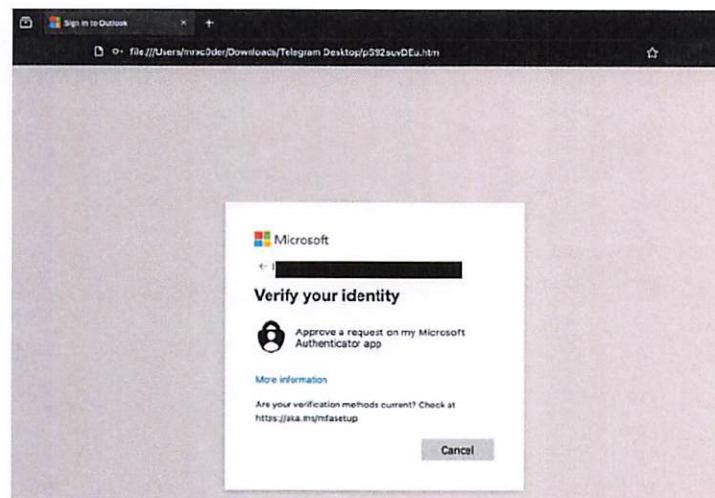 Sign in to Outlook
file:///Users/mrxc0der/Downloads/Telegram Desktop/pS92suvDEu.htm
Microsoft
Verify your identity
Approve a request on my Microsoft
Authenticator app
More information
Are your verification methods current? Check at
https://aka.ms/mfasetup
Cancel